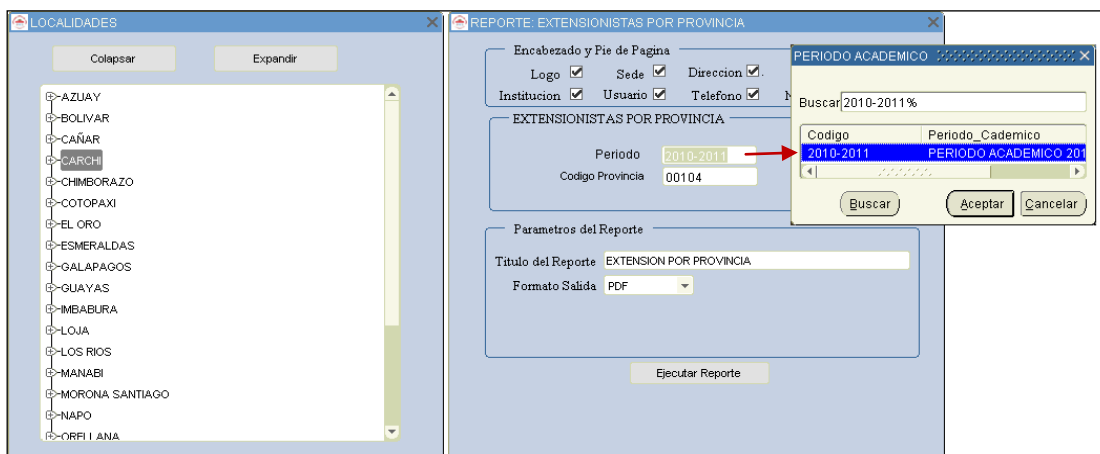 LOCALIDADES
Colapsar Expandir
AZUAY
BOLIVAR
CAÑAR
CARCHI
CHIMBORAZO
COTOPAXI
EL ORO
ESMERALDAS
GALAPAGOS
GUAYAS
IMBABURA
LOJA
LOS RIOS
MANABI
MORONA SANTIAGO
NAPO
ORELLANA
REPORTE: EXTENSIONISTAS POR PROVINCIA
Encabezado y Pie de Pagina
Logo Sede Direccion .
Institucion Usuario Telefono
EXTENSIONISTAS POR PROVINCIA
Periodo 2010-2011
Codigo Provincia 00104
Parametros del Reporte
Titulo del Reporte EXTENSION POR PROVINCIA
Formato Salida PDF
Ejecutar Reporte
PERIODO ACADEMICO
Buscar 2010-2011%
Codigo Periodo_Cademico
2010-2011 PERIODO ACADEMICO 201
Buscar Aceptar Cancelar